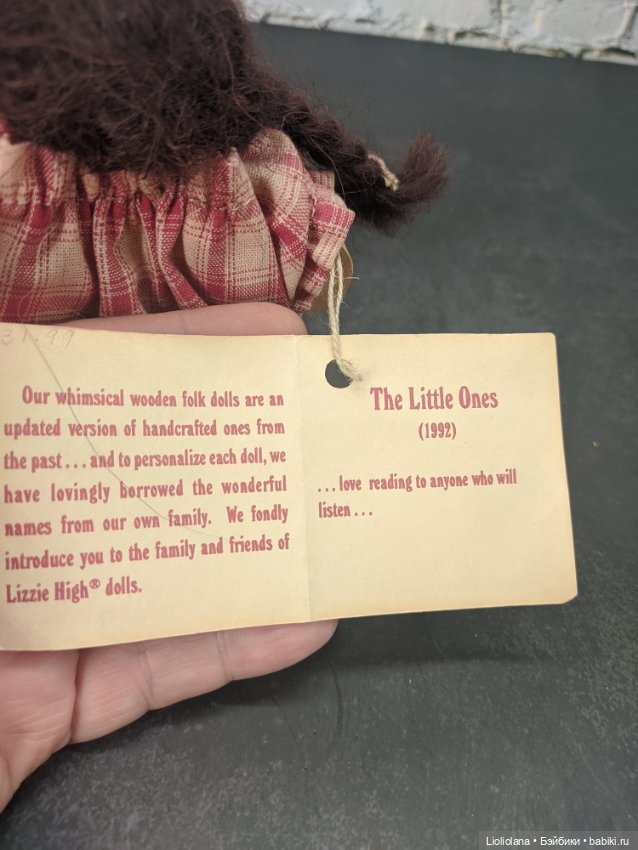 31.99
Our whimsical wooden folk dolls are an
updated version of handcrafted ones from
the past . . . and to personalize each doll, we
have lovingly borrowed the wonderful
names from our own family. We fondly
introduce you to the family and friends of
Lizzie High® dolls.
The Little Ones
(1992)
. . . love reading to anyone who will
listen . . .
Lioliolana • Бэйбики • babiki.ru